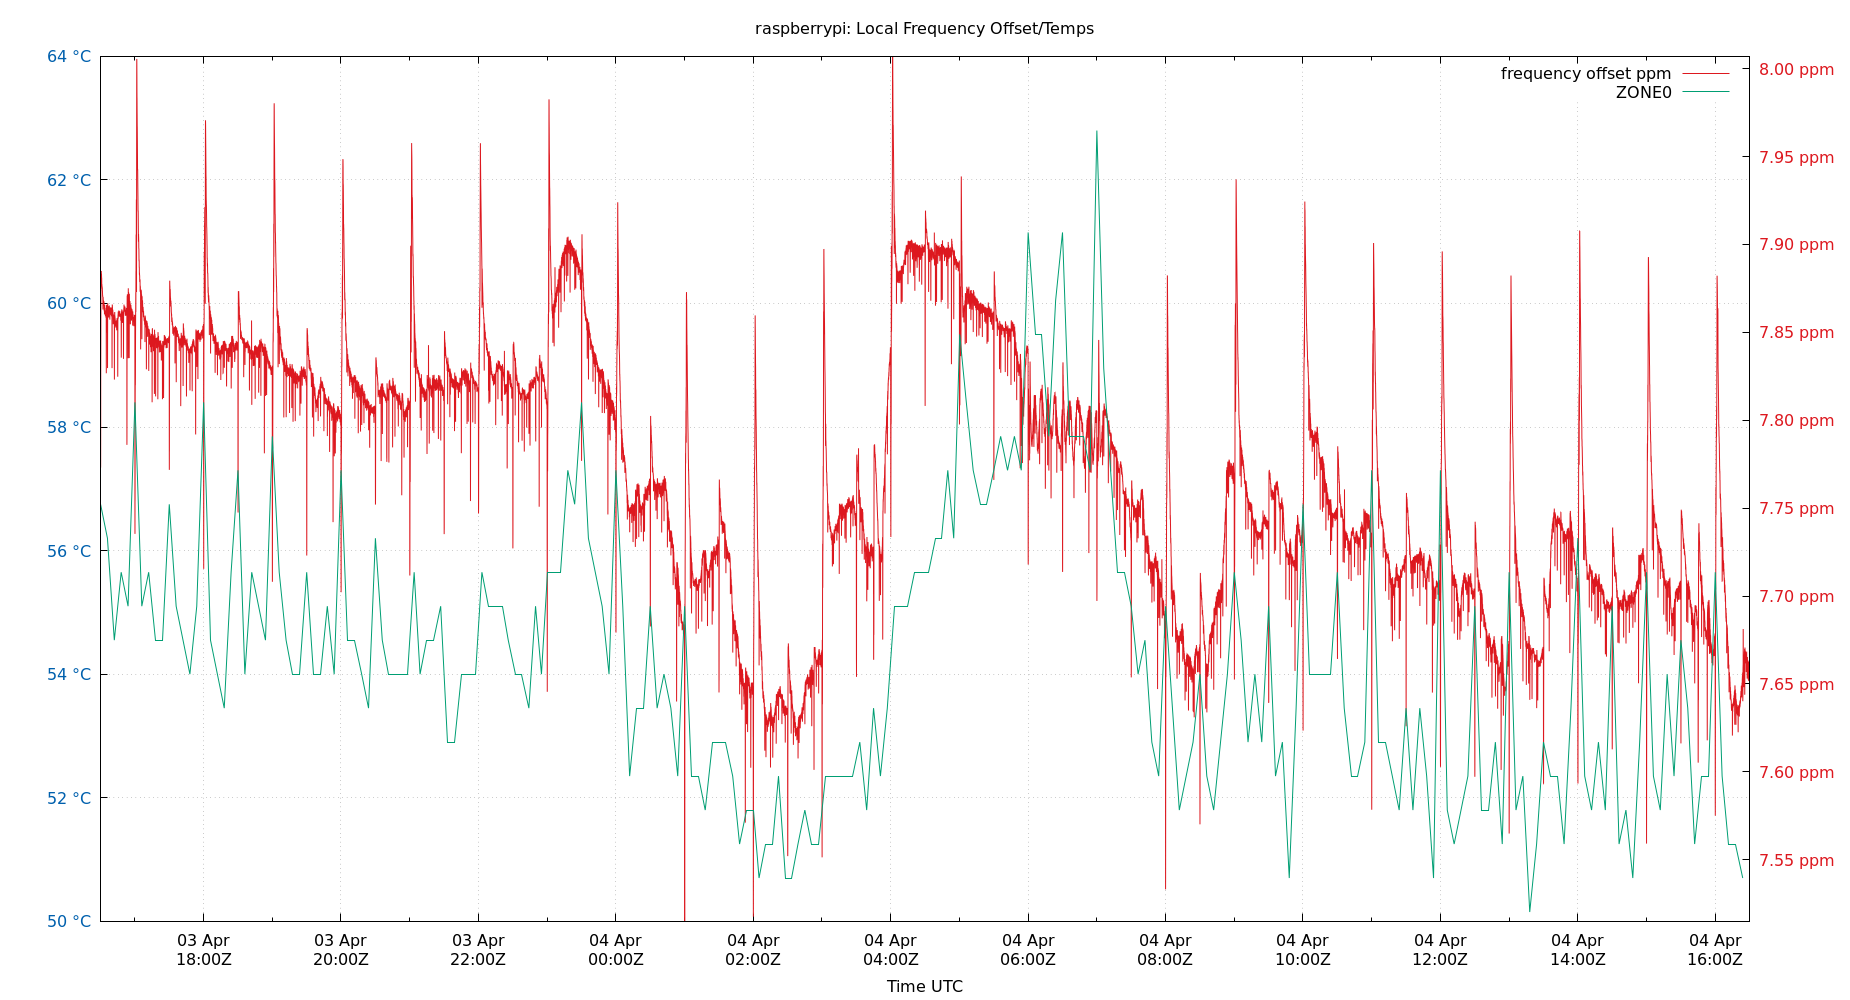 raspberrypi: Local Frequency Offset/Temps
64 °C
62 °C
60 °C
58 °C
56 °C
54 °C
52 °C
50 °C
frequency offset ppm
ZONE0
8.00 ppm
7.95 ppm
7.90 ppm
7.85 ppm
7.80 ppm
7.75 ppm
7.70 ppm
7.65 ppm
7.60 ppm
7.55 ppm
03 Apr
18:00Z
03 Apr
20:00Z
03 Apr
22:00Z
04 Apr
00:00Z
04 Apr
02:00Z
04 Apr
04:00Z
04 Apr
06:00Z
04 Apr
08:00Z
04 Apr
10:00Z
04 Apr
12:00Z
04 Apr
14:00Z
04 Apr
16:00Z
Time UTC